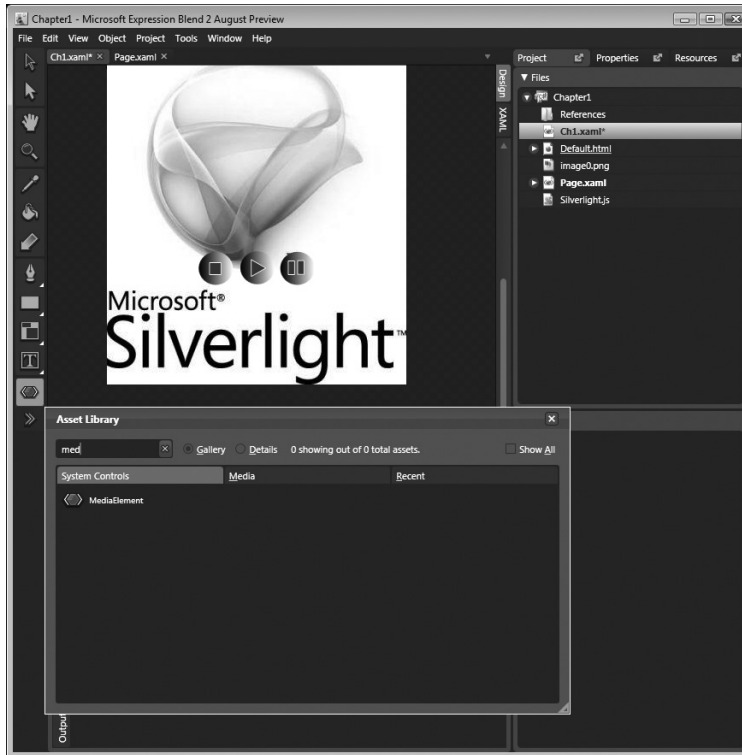 Chapter1 - Microsoft Expression Blend 2 August Preview
File Edit View Object Project Tools Window Help
Ch1.xaml* × Page.xaml ×
Project Properties Resources
Design
XAML
▼ Files
Chapter1
References
Ch1.xaml*
Default.html
image0.png
Page.xaml
Silverlight.js
Microsoft®
Silverlight™
T
Asset Library
med
Gallery Details 0 showing out of 0 total assets. Show All
System Controls Media Recent
MediaElement
Output